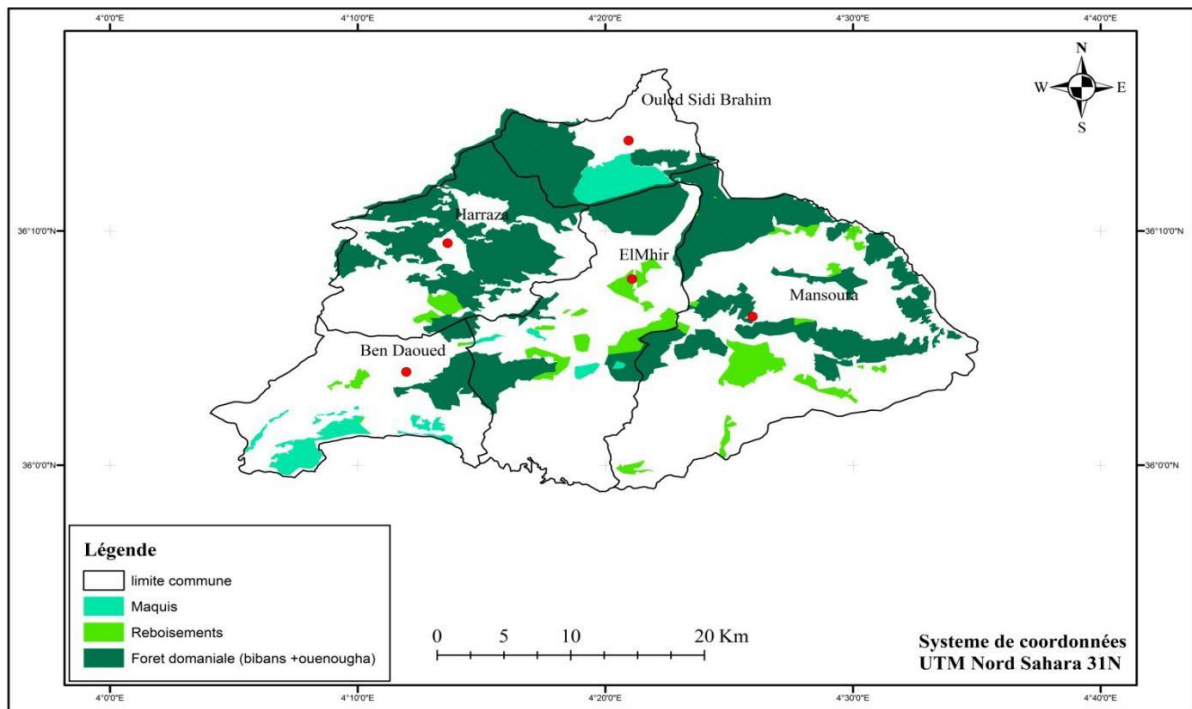 4°0'0"E 4°10'0"E 4°20'0"E 4°30'0"E 4°40'0"E
N
W E
S
Ouled Sidi Brahim
Harraza
36°10'0"N 36°10'0"N
ElMhir
Mansoura
Ben Daoued
36°0'0"N 36°0'0"N
Légende
limite commune
Maquis
Reboisements
Foret domaniale (bibans +ouenougha)
0 5 10 20 Km
Systeme de coordonnées
UTM Nord Sahara 31N
4°0'0"E 4°10'0"E 4°20'0"E 4°30'0"E 4°40'0"E